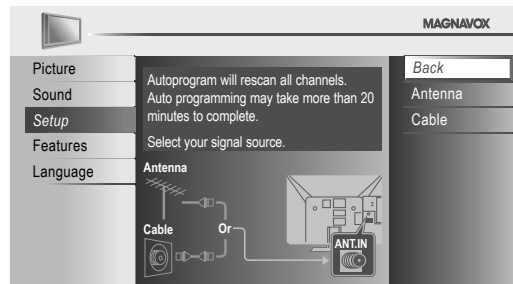 MAGNAVOX
Picture
Sound
Setup
Features
Language
Autoprogram will rescan all channels.
Auto programming may take more than 20
minutes to complete.
Select your signal source.
Antenna
Cable
Or
ANT.IN
Back
Antenna
Cable